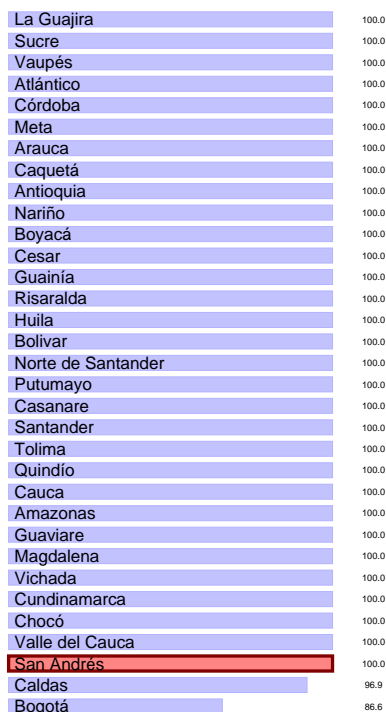 La Guajira 100.0
Sucre 100.0
Vaupés 100.0
Atlántico 100.0
Córdoba 100.0
Meta 100.0
Arauca 100.0
Caquetá 100.0
Antioquia 100.0
Nariño 100.0
Boyacá 100.0
Cesar 100.0
Guainía 100.0
Risaralda 100.0
Huila 100.0
Bolivar 100.0
Norte de Santander 100.0
Putumayo 100.0
Casanare 100.0
Santander 100.0
Tolima 100.0
Quindío 100.0
Cauca 100.0
Amazonas 100.0
Guaviare 100.0
Magdalena 100.0
Vichada 100.0
Cundinamarca 100.0
Chocó 100.0
Valle del Cauca 100.0
San Andrés 100.0
Caldas 96.9
Bogotá 86.6